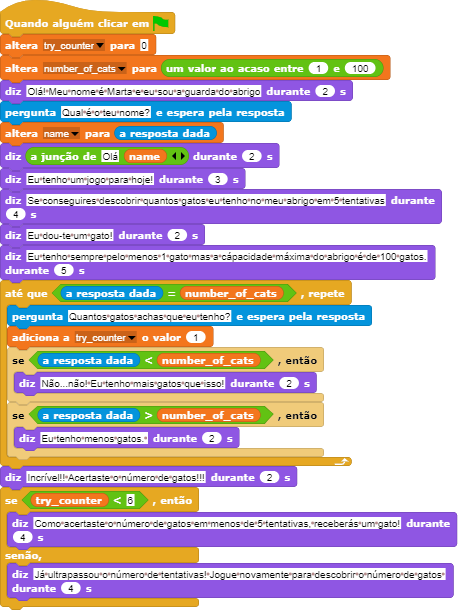 Quando alguém clicar em
altera try_counter para 0
altera number_of_cats para um valor ao acaso entre 1 e 100
diz Olá! Meu nome é Marta e eu sou a guarda do abrigo durante 2 s
pergunta Qual é o teu nome? e espera pela resposta
altera name para a resposta dada
diz a junção de Olá name durante 2 s
diz Eu tenho um jogo para hoje! durante 3 s
diz Se conseguires descobrir quantos gatos eu tenho no meu abrigo em 5 tentativas durante
4 s
diz Eu dou-te um gato! durante 2 s
diz Eu tenho sempre pelo menos 1 gato mas a cápacidade máxima do abrigo é de 100 gatos.
durante 5 s
até que a resposta dada = number_of_cats , repete
pergunta Quantos gatos achas que eu tenho? e espera pela resposta
adiciona a try_counter o valor 1
se a resposta dada < number_of_cats , então
diz Não...não! Eu tenho mais gatos que isso! durante 2 s
se a resposta dada > number_of_cats , então
diz Eu tenho menos gatos. durante 2 s
diz Incrível!!! Acertaste o número de gatos!!! durante 2 s
se try_counter < 6 , então
diz Como acertaste o número de gatos em menos de 5 tentativas, receberás um gato! durante
4 s
senão,
diz Já ultrapassou o número de tentativas! Jogue novamente para descobrir o número de gatos
durante 4 s